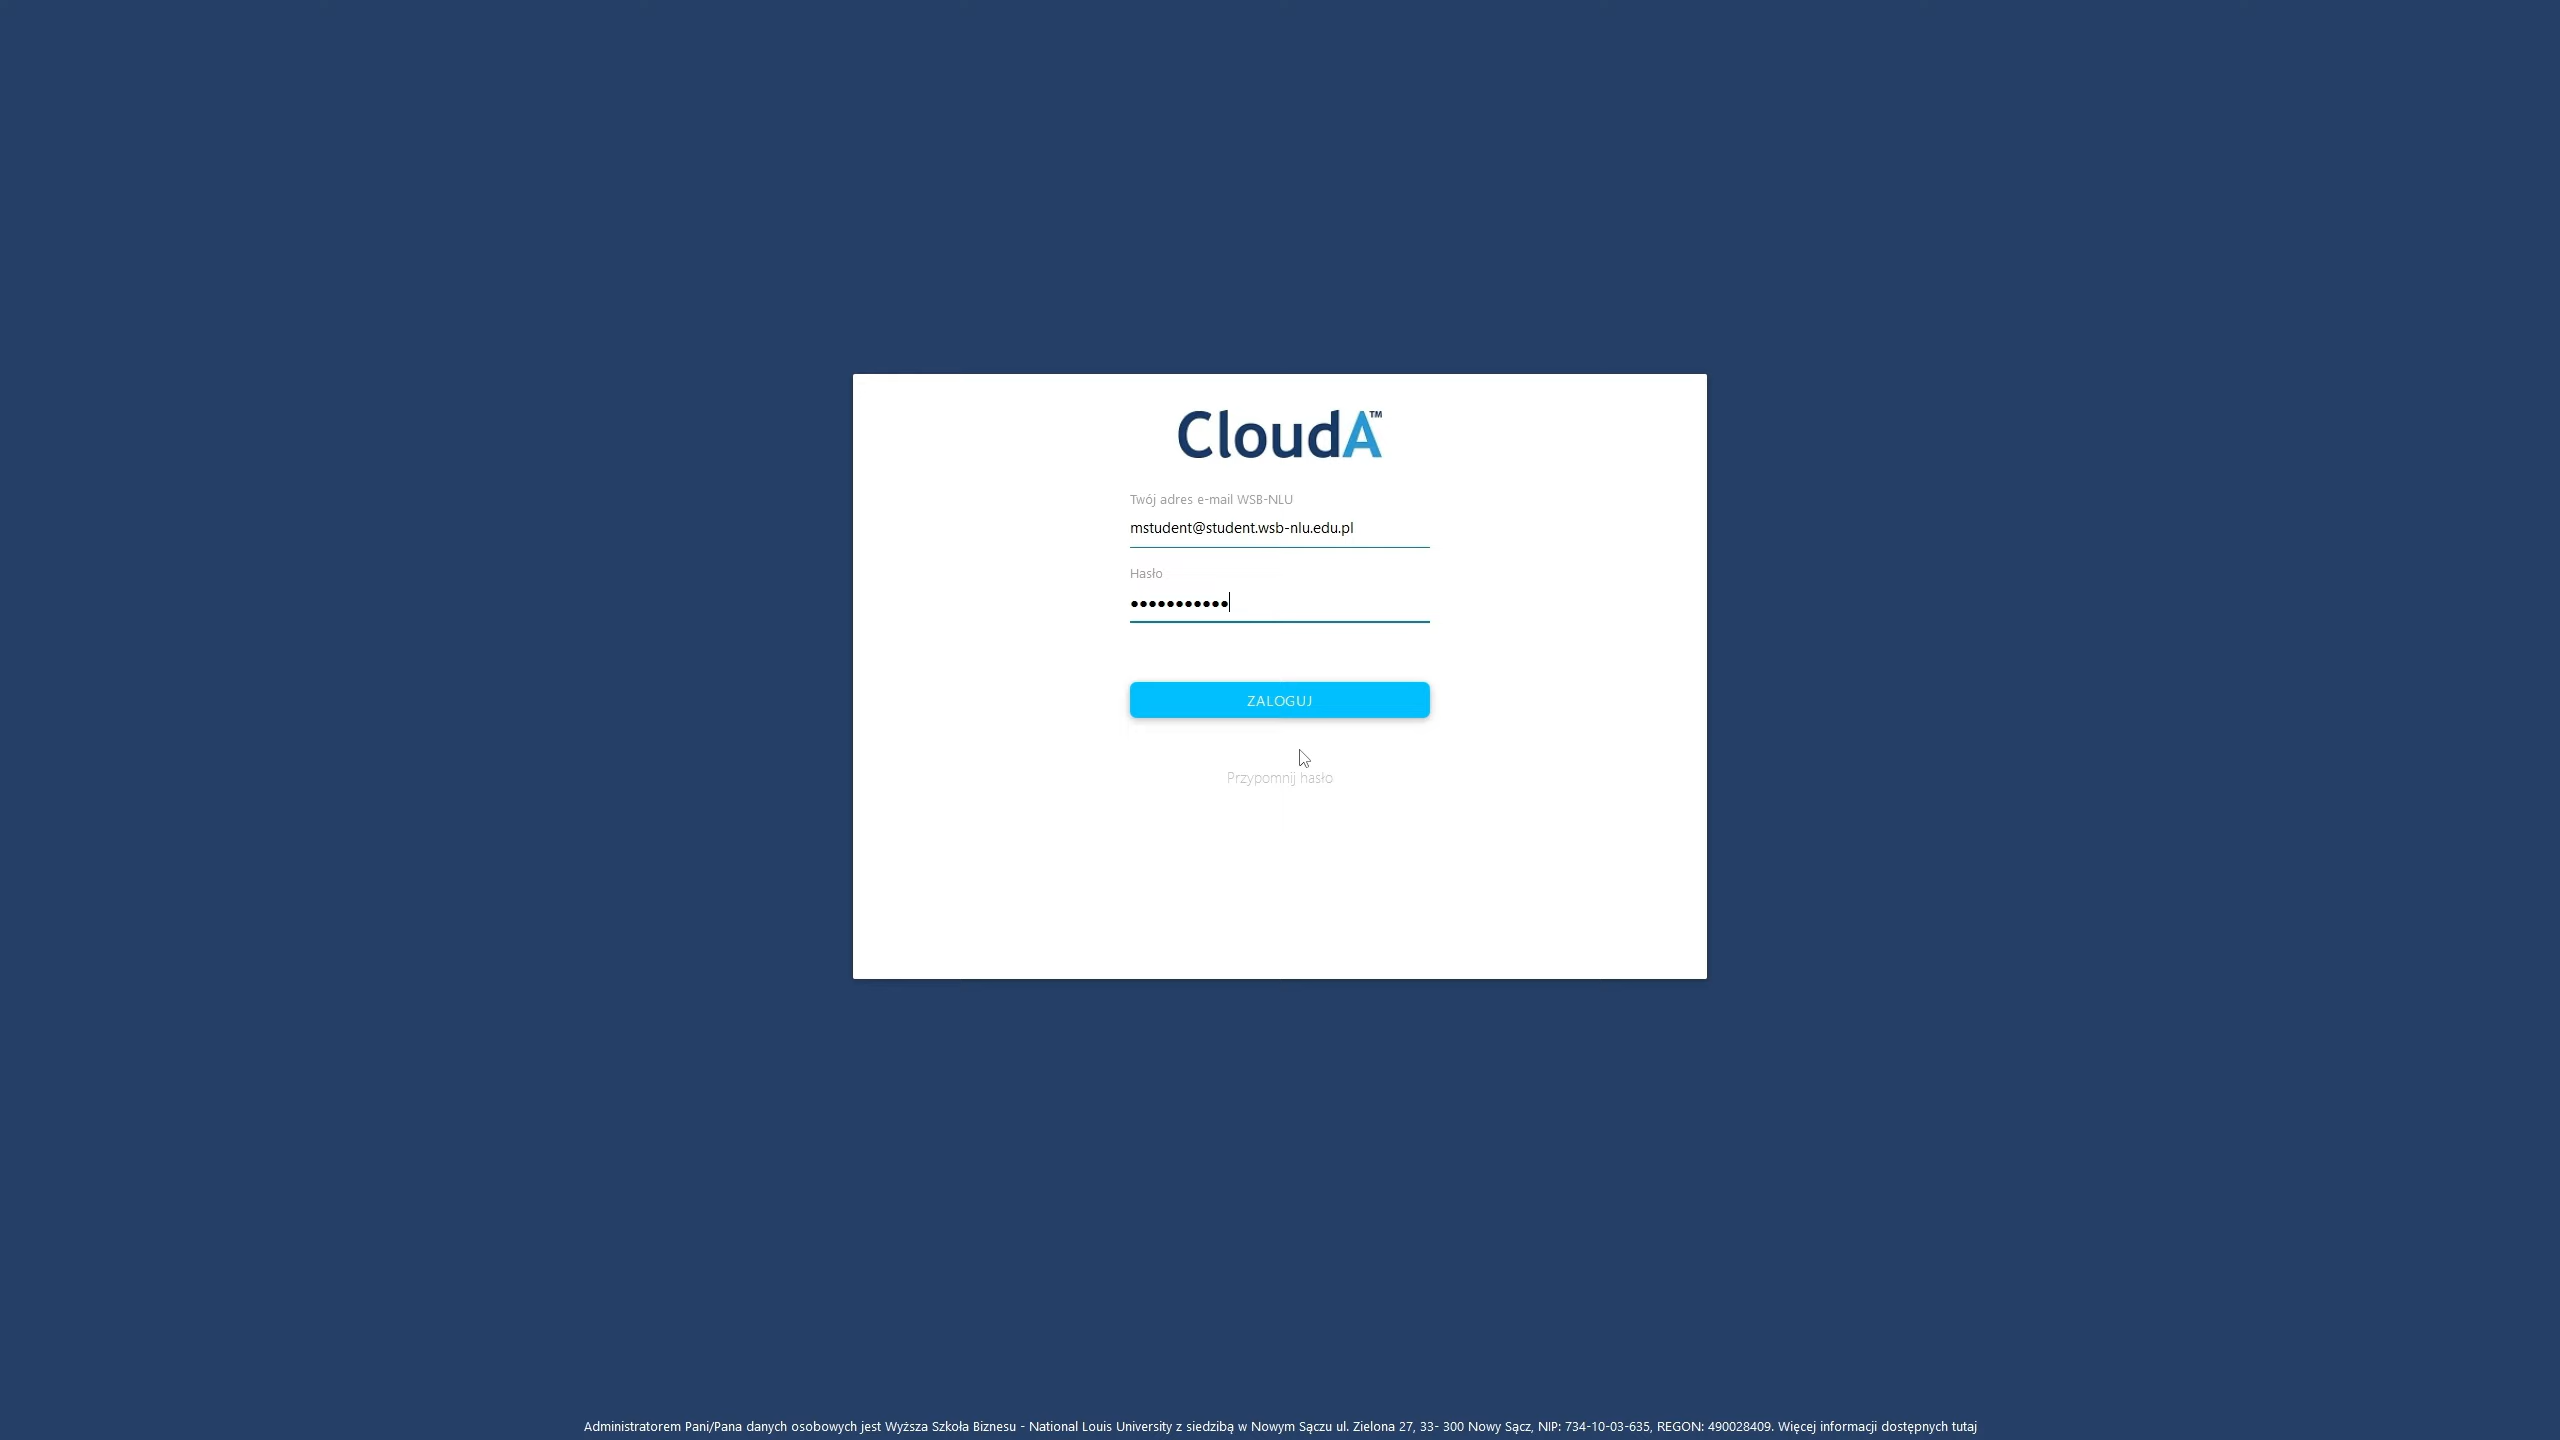 CloudA™
Twój adres e-mail WSB-NLU
mstudent@student.wsb-nlu.edu.pl
Hasło
•••••••••••
ZALOGUJ
Przypomnij hasło
Administratorem Pani/Pana danych osobowych jest Wyższa Szkoła Biznesu - National Louis University z siedzibą w Nowym Sączu ul. Zielona 27, 33- 300 Nowy Sącz, NIP: 734-10-03-635, REGON: 490028409. Więcej informacji dostępnych tutaj